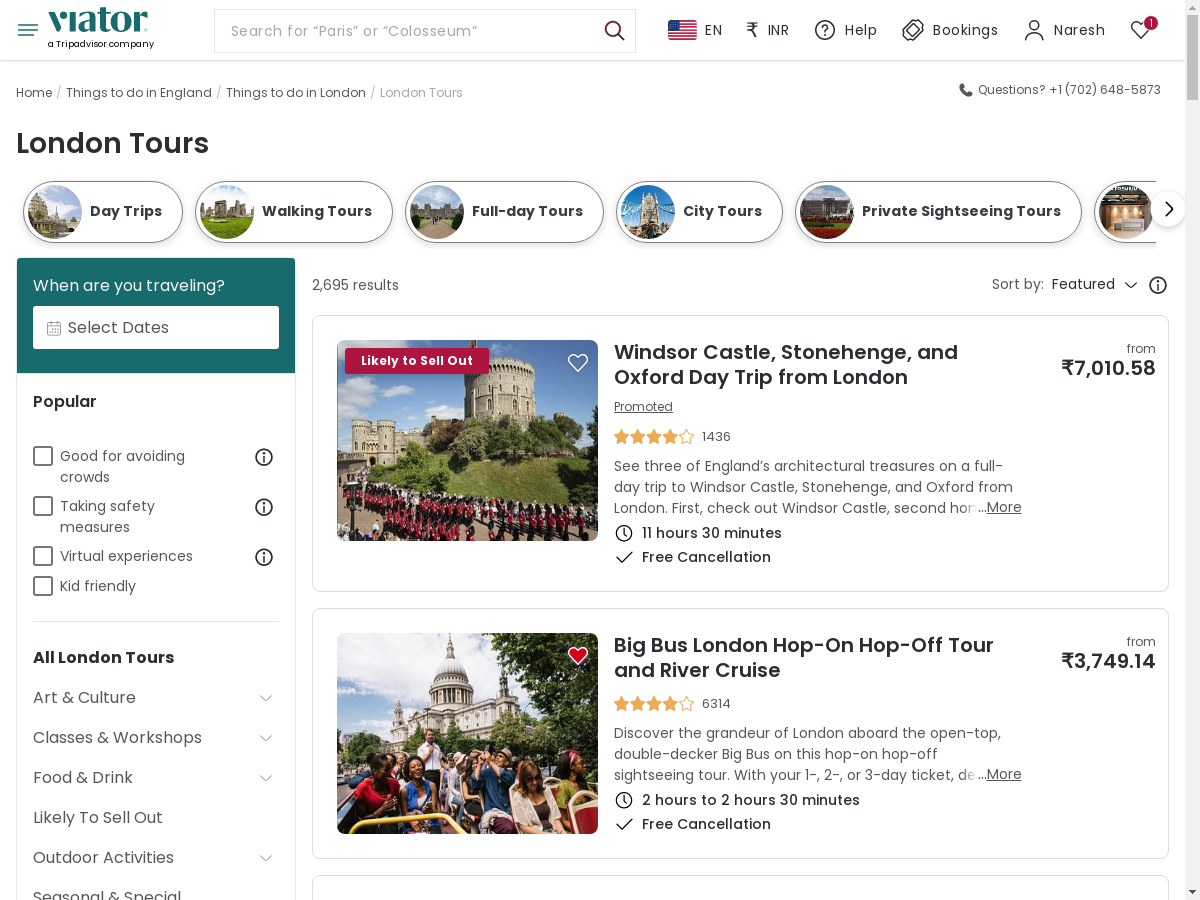 viator
a Tripadvisor company
Search for “Paris” or “Colosseum”
EN
₹ INR
Help
Bookings
Naresh
1
Home / Things to do in England / Things to do in London / London Tours
Questions? +1 (702) 648-5873
London Tours
Day Trips
Walking Tours
Full-day Tours
City Tours
Private Sightseeing Tours
When are you traveling?
Select Dates
Popular
Good for avoiding
crowds
Taking safety
measures
Virtual experiences
Kid friendly
All London Tours
Art & Culture
Classes & Workshops
Food & Drink
Likely To Sell Out
Outdoor Activities
Seasonal & Special
2,695 results
Sort by: Featured
Likely to Sell Out
Windsor Castle, Stonehenge, and
Oxford Day Trip from London
from
₹7,010.58
Promoted
1436
See three of England’s architectural treasures on a full-
day trip to Windsor Castle, Stonehenge, and Oxford from
London. First, check out Windsor Castle, second hon...More
11 hours 30 minutes
Free Cancellation
Big Bus London Hop-On Hop-Off Tour
and River Cruise
from
₹3,749.14
6314
Discover the grandeur of London aboard the open-top,
double-decker Big Bus on this hop-on hop-off
sightseeing tour. With your 1-, 2-, or 3-day ticket, de...More
2 hours to 2 hours 30 minutes
Free Cancellation